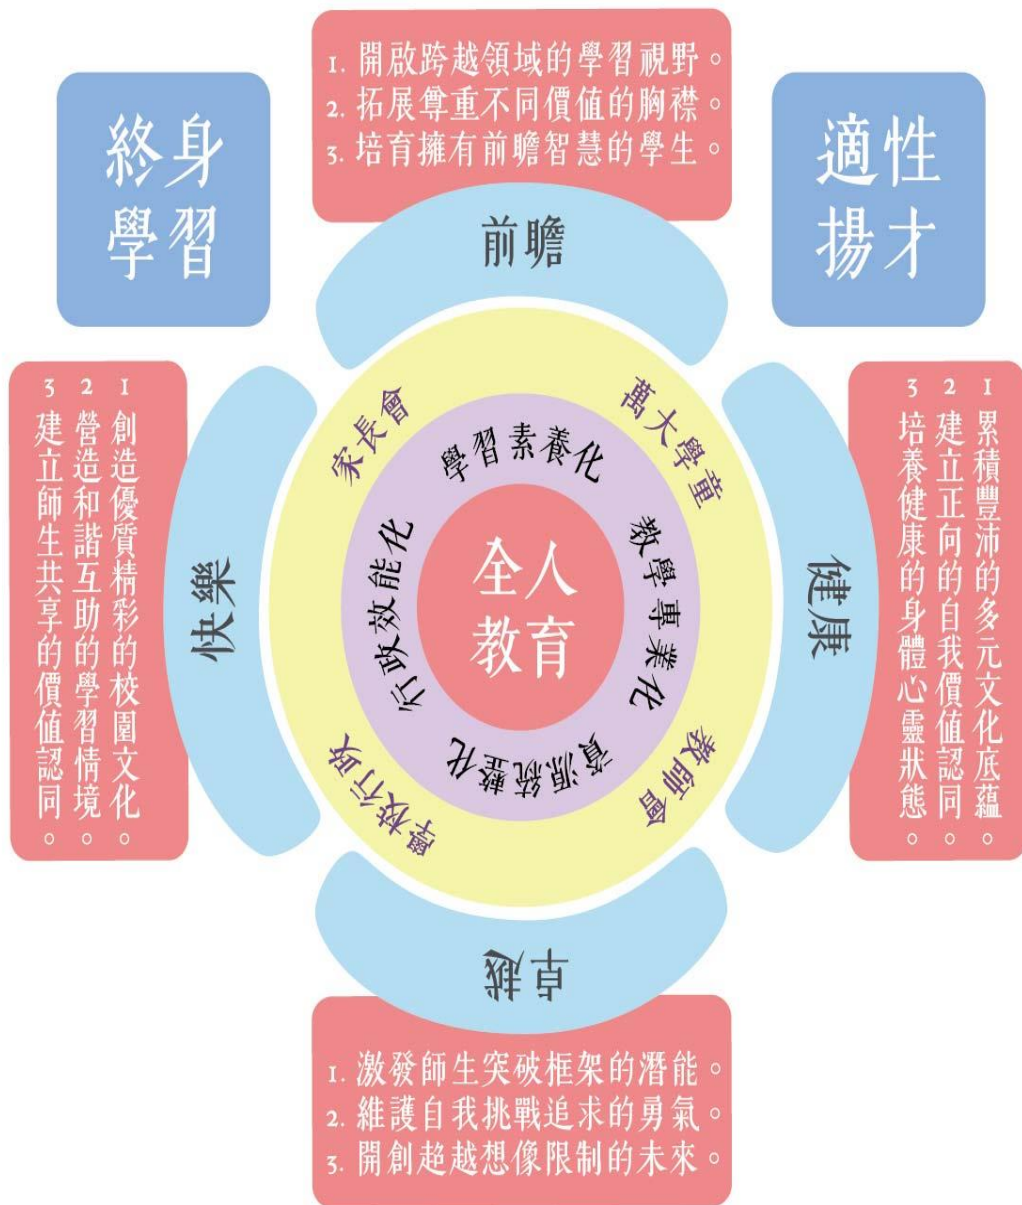 1. 開啟跨越領域的學習視野。
2. 拓展尊重不同價值的胸襟。
3. 培育擁有前瞻智慧的學生。
終身
學習
適性
揚才
前瞻
家長會
萬大學童
學習素養化
1 創造優質精彩的校園文化。
2 營造和諧互助的學習情境。
3 建立師生共享的價值認同。
快樂
行政效能化
全人
教育
教學專業化
健康
1 累積豐沛的多元文化底蘊。
2 建立正向的自我價值認同。
3 培養健康的身體心靈狀態。
資源統整化
學校行政
教師會
卓越
1. 激發師生突破框架的潛能。
2. 維護自我挑戰追求的勇氣。
3. 開創超越想像限制的未來。